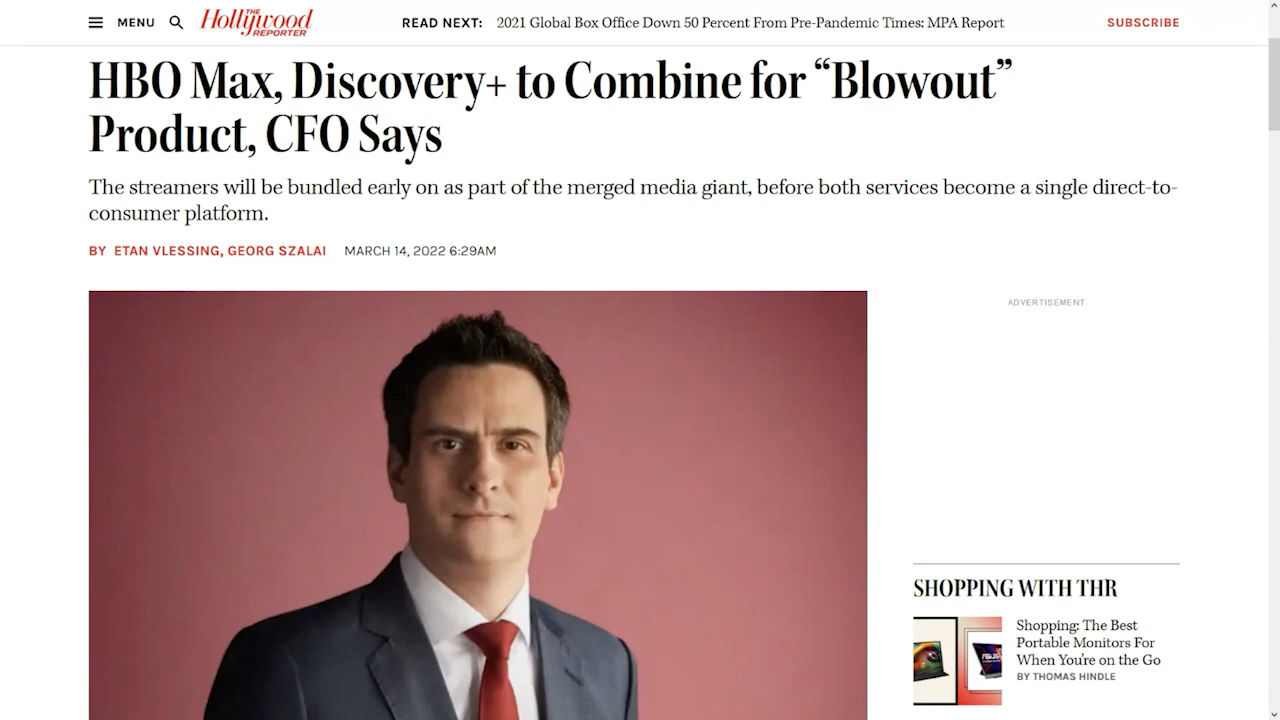 MENU
THE
Hollywood
REPORTER
READ NEXT: 2021 Global Box Office Down 50 Percent From Pre-Pandemic Times: MPA Report
SUBSCRIBE
HBO Max, Discovery+ to Combine for “Blowout”
Product, CFO Says
The streamers will be bundled early on as part of the merged media giant, before both services become a single direct-to-
consumer platform.
BY ETAN VLESSING, GEORG SZALAI MARCH 14, 2022 6:29AM
ADVERTISEMENT
SHOPPING WITH THR
Shopping: The Best
Portable Monitors For
When You're on the Go
BY THOMAS HINDLE